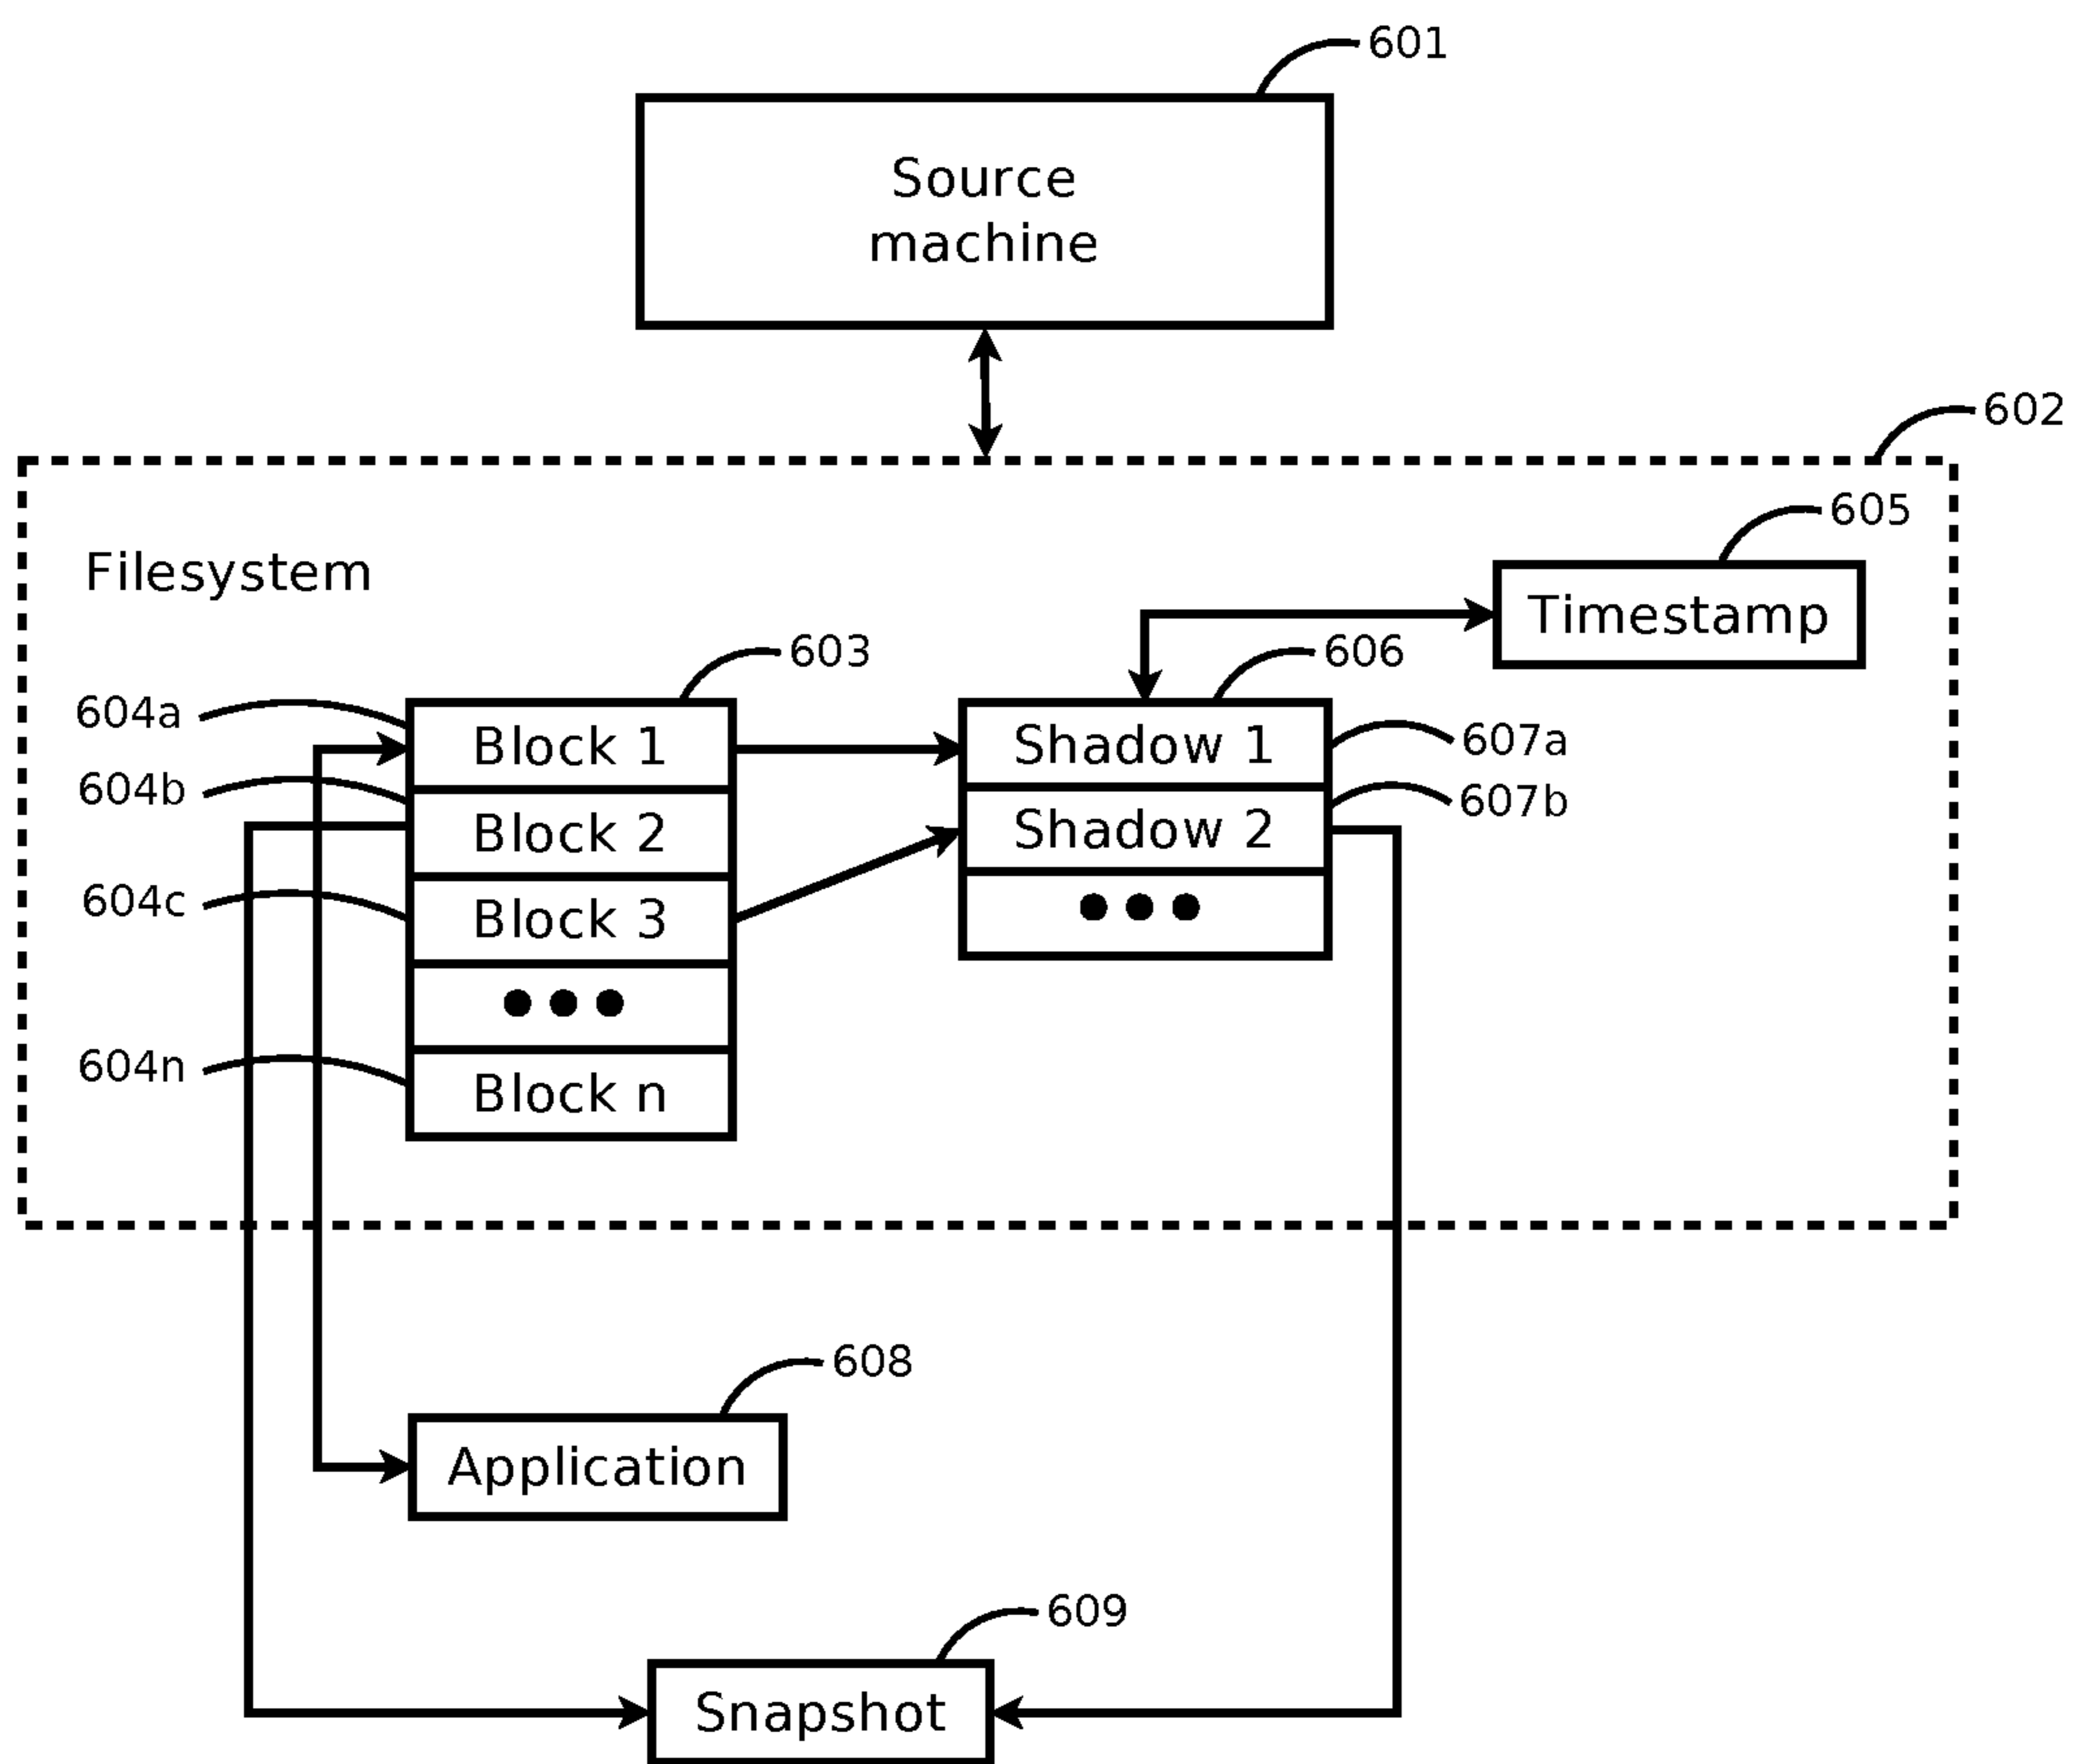 601
Source
machine
602
605
Filesystem
Timestamp
603
606
604a
Block 1
Shadow 1
607a
604b
Block 2
Shadow 2
607b
604c
Block 3
604n
Block n
608
Application
609
Snapshot